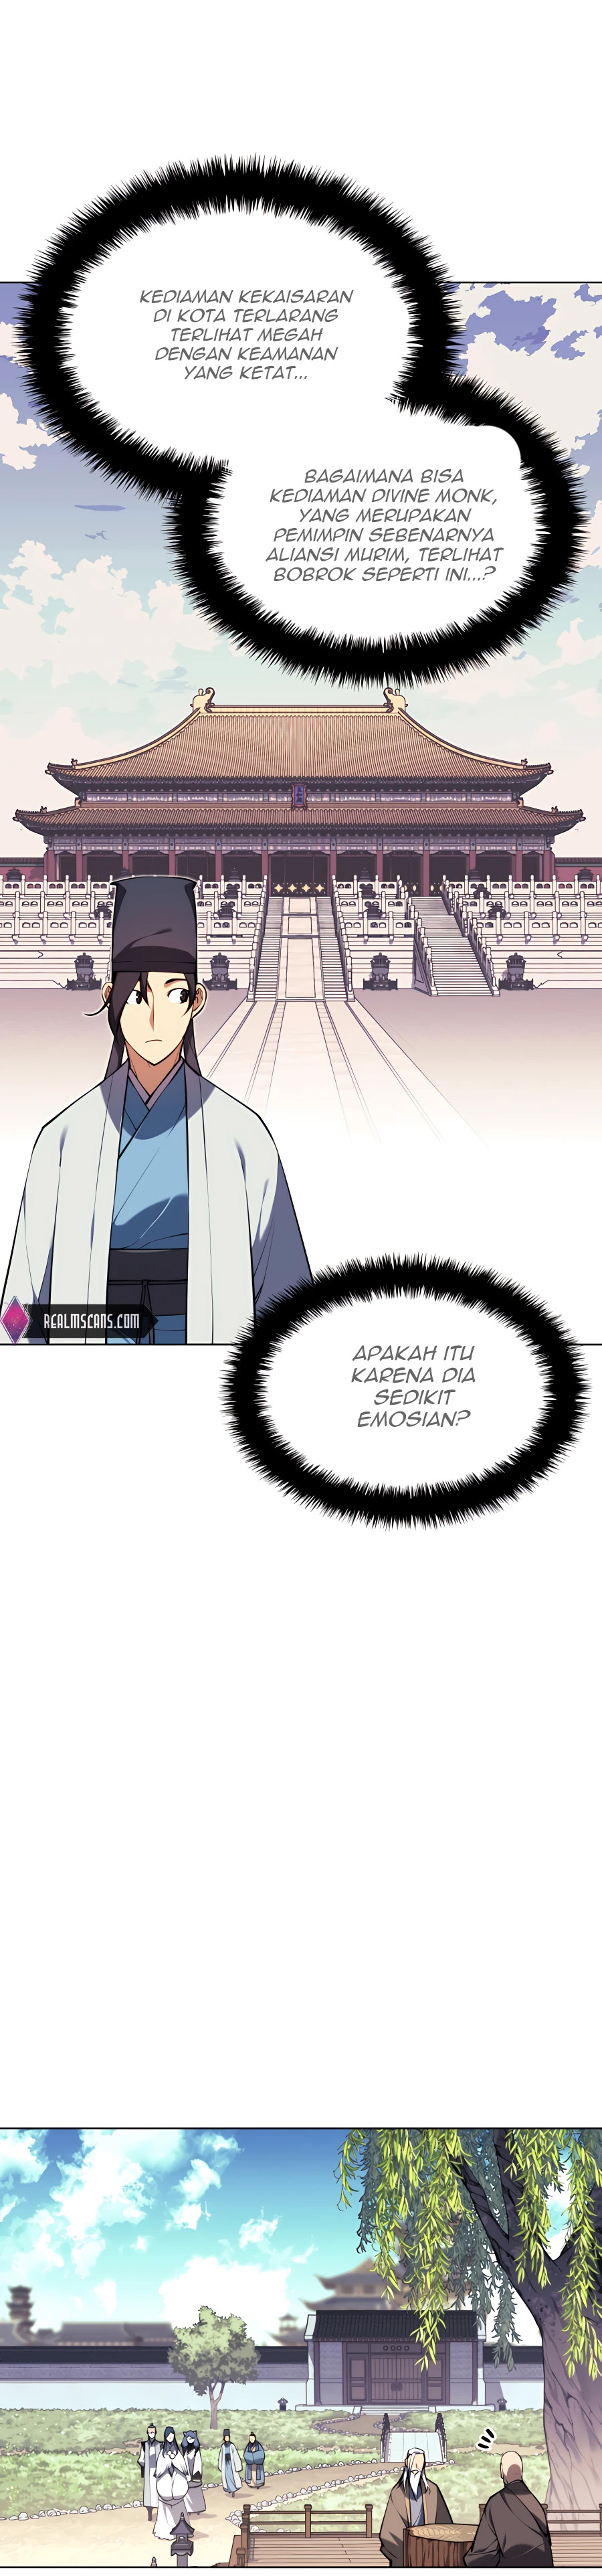 KEDIAMAN KEKAISARAN
DI KOTA TERLARANG
TERLIHAT MEGAH
DENGAN KEAMANAN
YANG KETAT...
BAGAIMANA BISA
KEDIAMAN DIVINE MONK,
YANG MERUPAKAN
PEMIMPIN SEBENARNYA
ALIANSI MURIM, TERLIHAT
BOBROK SEPERTI INI...?
REALMSCANS.COM
APAKAH ITU
KARENA DIA
SEDIKIT
EMOSIAN?